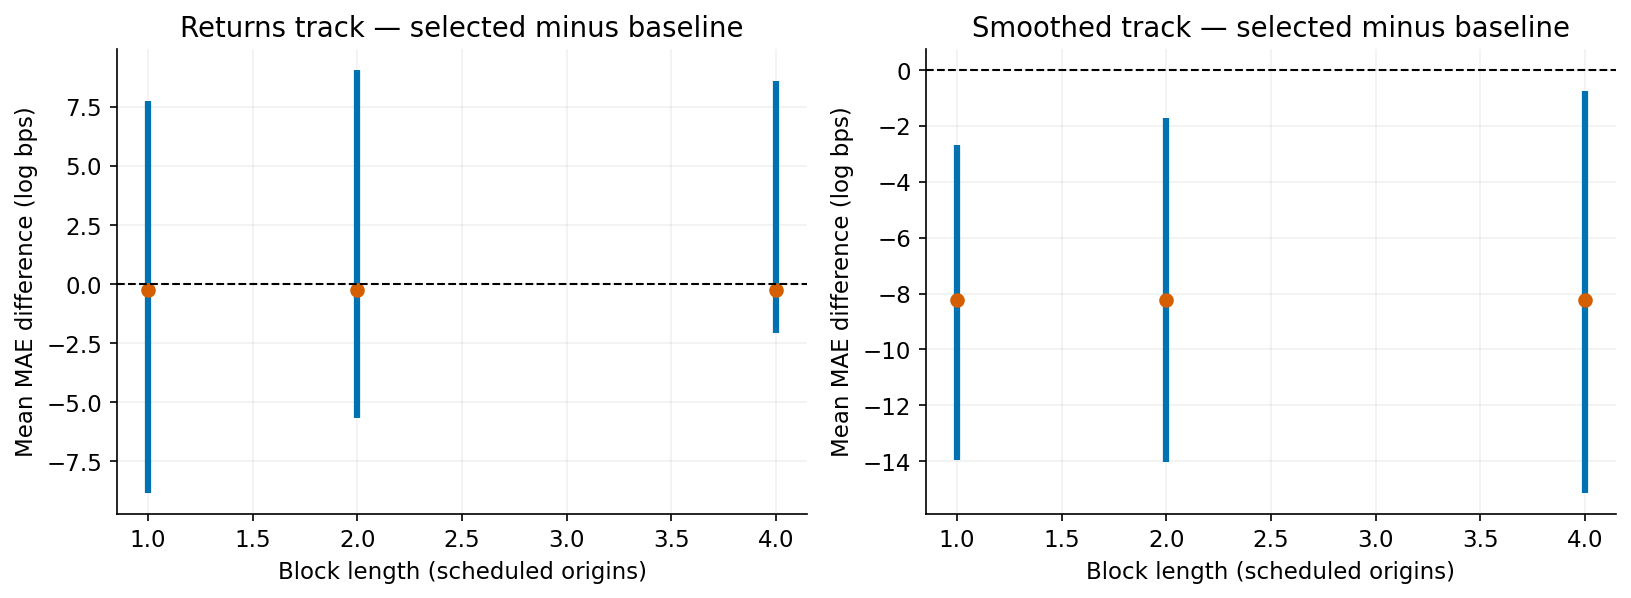 Returns track — selected minus baseline
Mean MAE difference (log bps)
7.5
5.0
2.5
0.0
−2.5
−5.0
−7.5
1.0 1.5 2.0 2.5 3.0 3.5 4.0
Block length (scheduled origins)
Smoothed track — selected minus baseline
Mean MAE difference (log bps)
0
−2
−4
−6
−8
−10
−12
−14
1.0 1.5 2.0 2.5 3.0 3.5 4.0
Block length (scheduled origins)